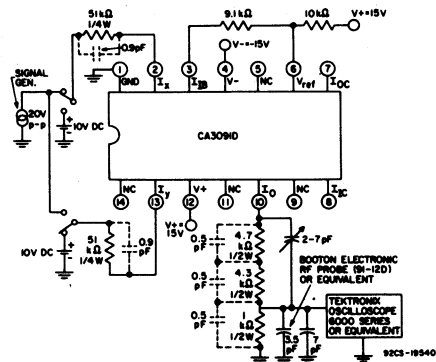 51kΩ
1/4W
0.9pF
9.1kΩ
10kΩ
V+=15V
V-=-15V
SIGNAL
GEN.
20V
P-P
10V DC
1
2
3
4
5
6
7
GND
Ix
IIB
V-
NC
Vref
IOC
CA3091D
NC
Iy
V+
NC
IO
NC
IIC
14
13
12
11
10
9
8
V+=
15V
10V DC
51
kΩ
1/4W
0.9
pF
0.5
pF
4.7
kΩ
1/2W
0.5
pF
4.3
kΩ
1/2W
0.5
pF
1
kΩ
1/2W
2-7pF
BOOTON ELECTRONIC
RF PROBE (91-12D)
OR EQUIVALENT
3.5
pF
7
pF
TEKTRONIX
OSCILLOSCOPE
6000 SERIES
OR EQUIVALENT
92CS-19540